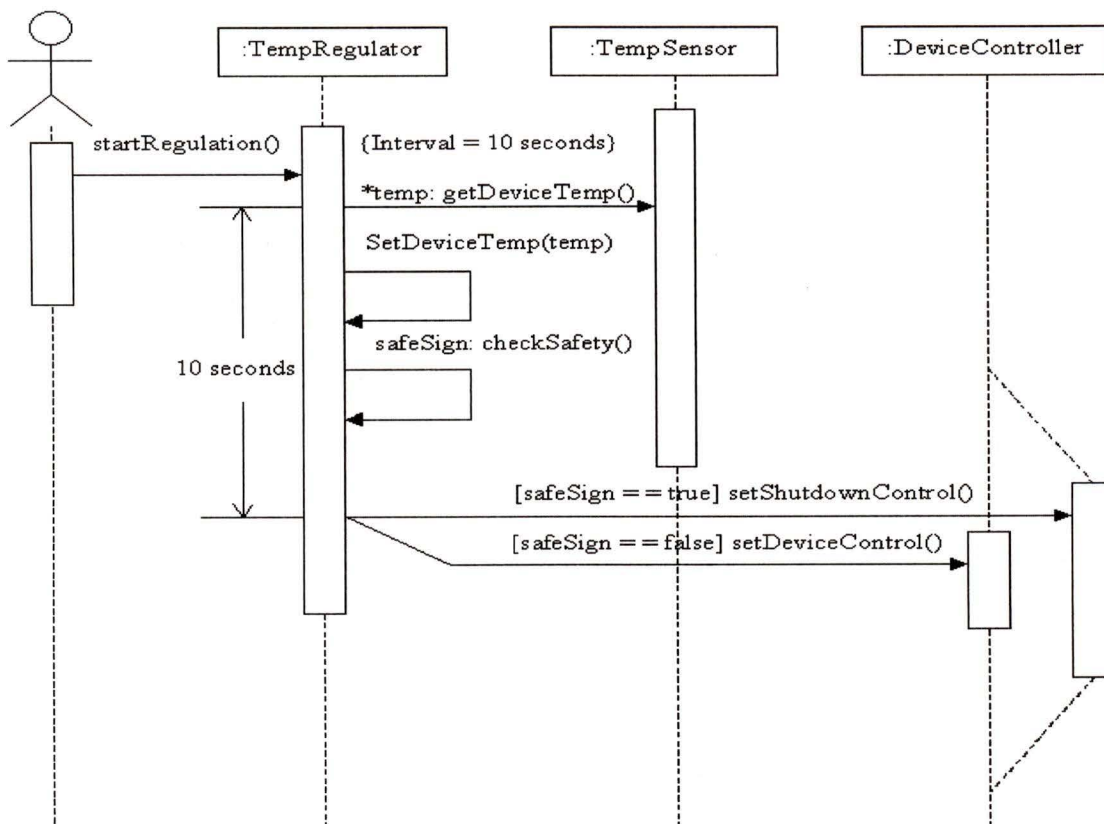 :TempRegulator
:TempSensor
:DeviceController
startRegulation()
{Interval = 10 seconds}
*temp: getDeviceTemp()
SetDeviceTemp(temp)
safeSign: checkSafety()
10 seconds
[safeSign == true] setShutdownControl()
[safeSign == false] setDeviceControl()